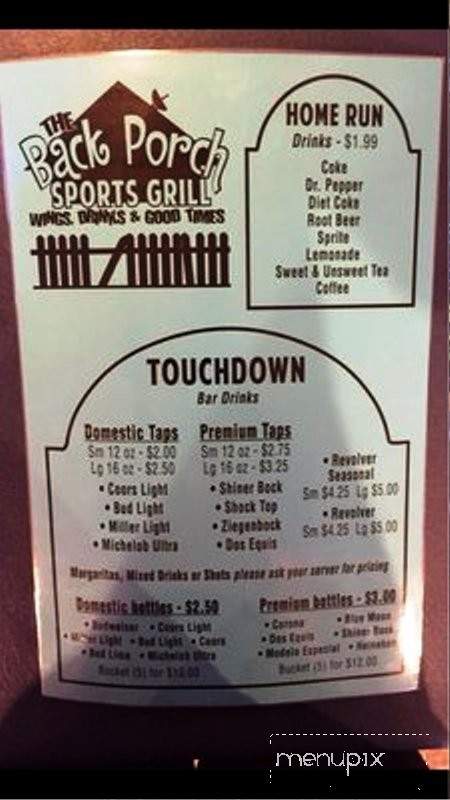 THE
Back Porch
SPORTS GRILL
WINGS, DRINKS & GOOD TIMES
HOME RUN
Drinks - $1.99
Coke
Dr. Pepper
Diet Coke
Root Beer
Sprite
Lemonade
Sweet & Unsweet Tea
Coffee
TOUCHDOWN
Bar Drinks
Domestic Taps
Sm 12 oz - $2.00
Lg 16 oz - $2.50
• Coors Light
• Bud Light
• Miller Light
• Michelob Ultra
Premium Taps
Sm 12 oz - $2.75
Lg 16 oz - $3.25
• Shiner Bock
• Shock Top
• Ziegenbock
• Dos Equis
• Revolver
Seasonal
Sm $4.25 Lg $5.00
• Revolver
Sm $4.25 Lg $5.00
Margaritas, Mixed Drinks or Shots please ask your server for pricing
Domestic bottles - $2.50
• Budweiser • Coors Light
• Miller Light • Bud Light • Coors
• Bud Lime • Michelob Ultra
Bucket (5) for
Premium bottles - $3.00
• Corona • Blue Moon
• Dos Equis • Shiner Bock
• Modelo Especial • Heineken
Bucket (5) for $12.00
menupix